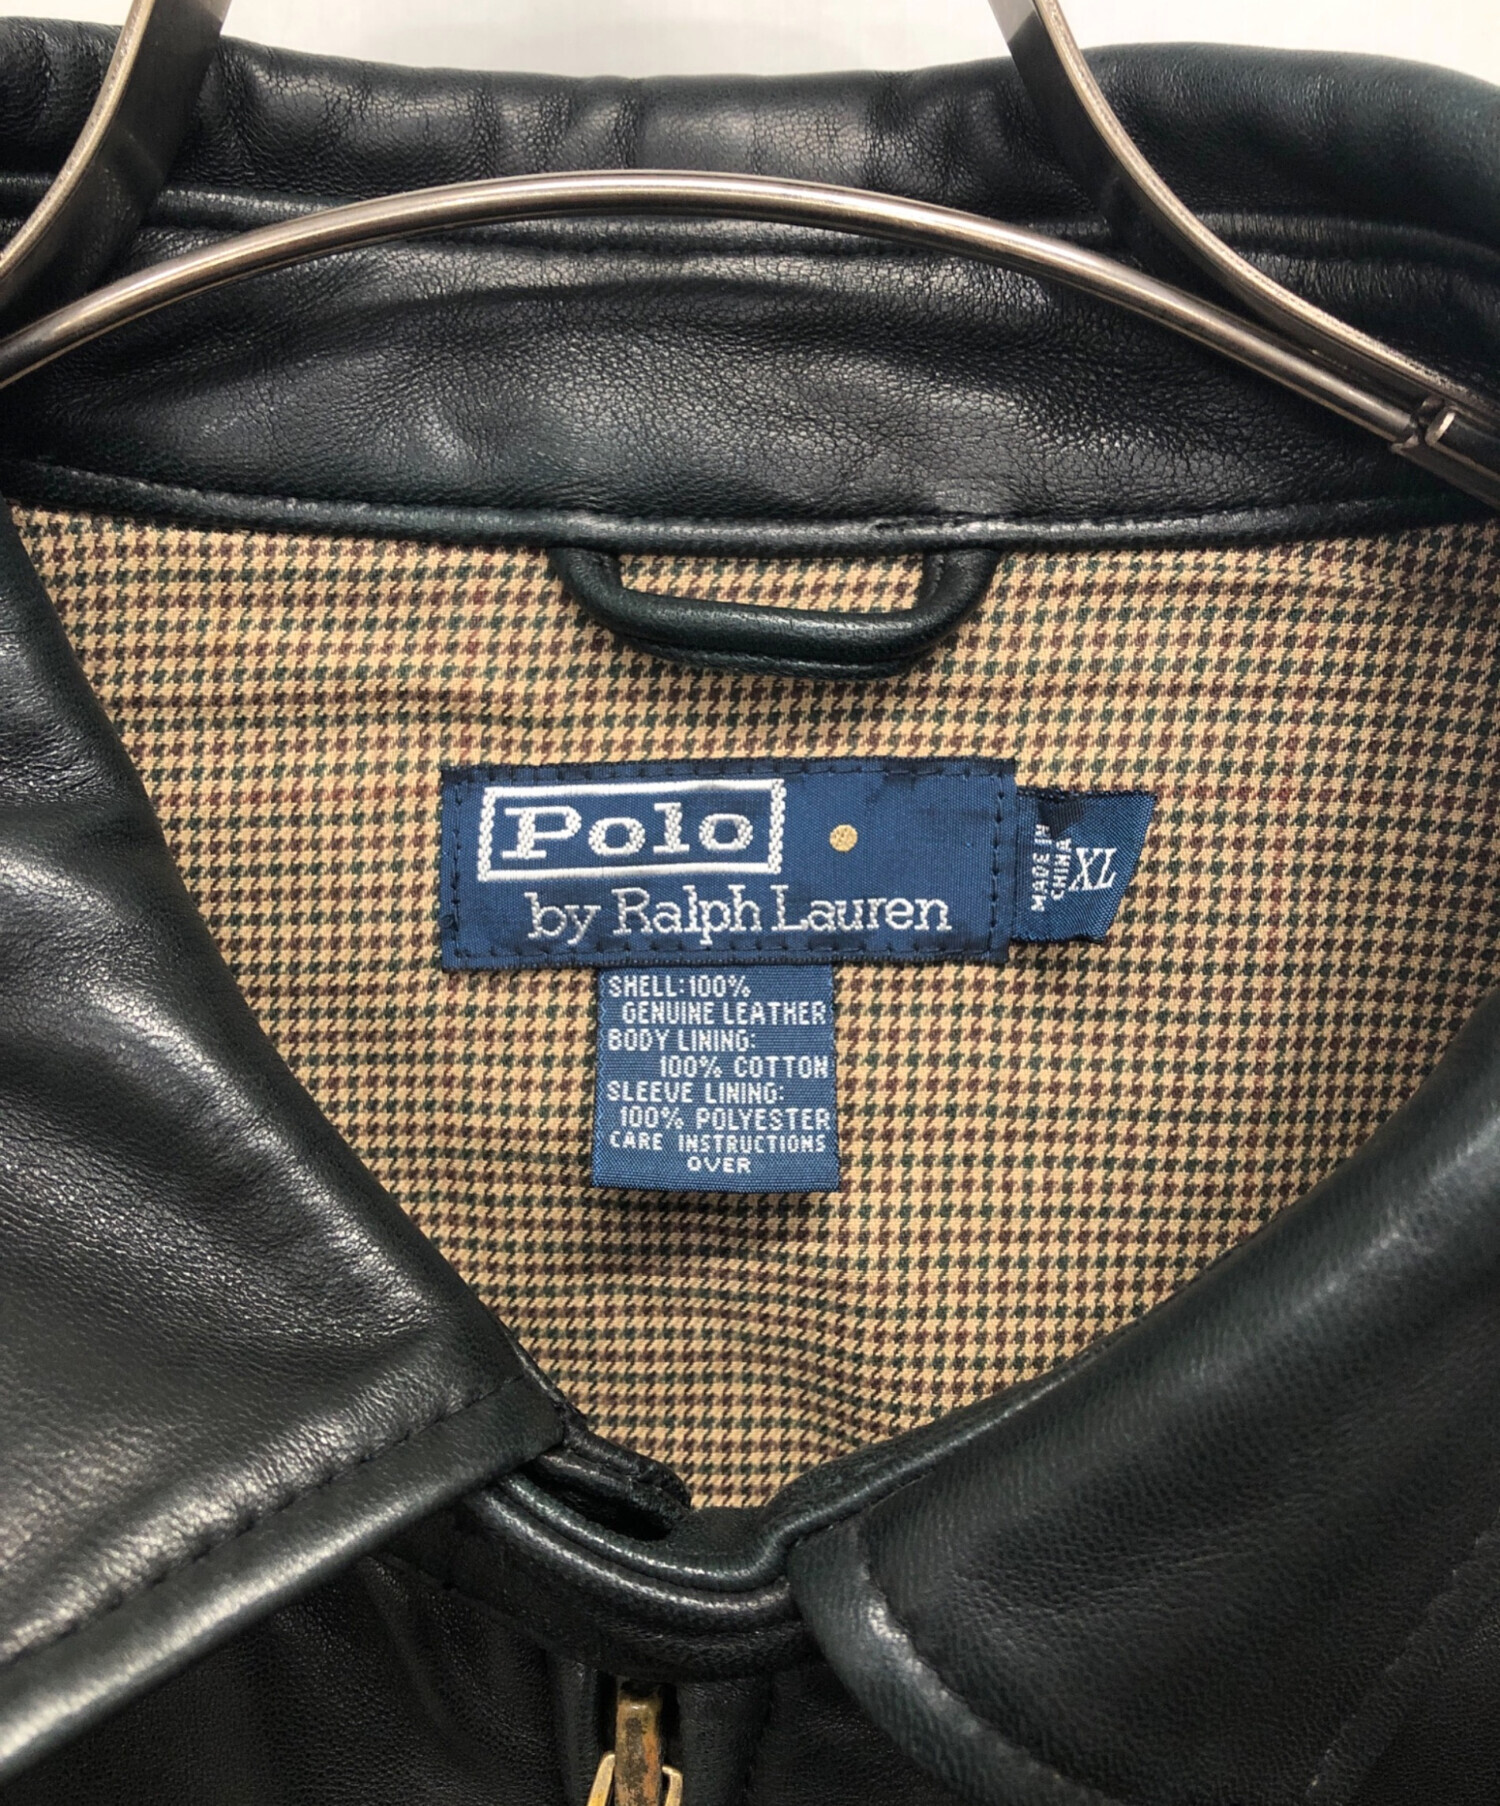 Polo
by Ralph Lauren
MADE IN
CHINA
XL
SHELL:100%
GENUINE LEATHER
BODY LINING:
100% COTTON
SLEEVE LINING:
100% POLYESTER
CARE INSTRUCTIONS
OVER